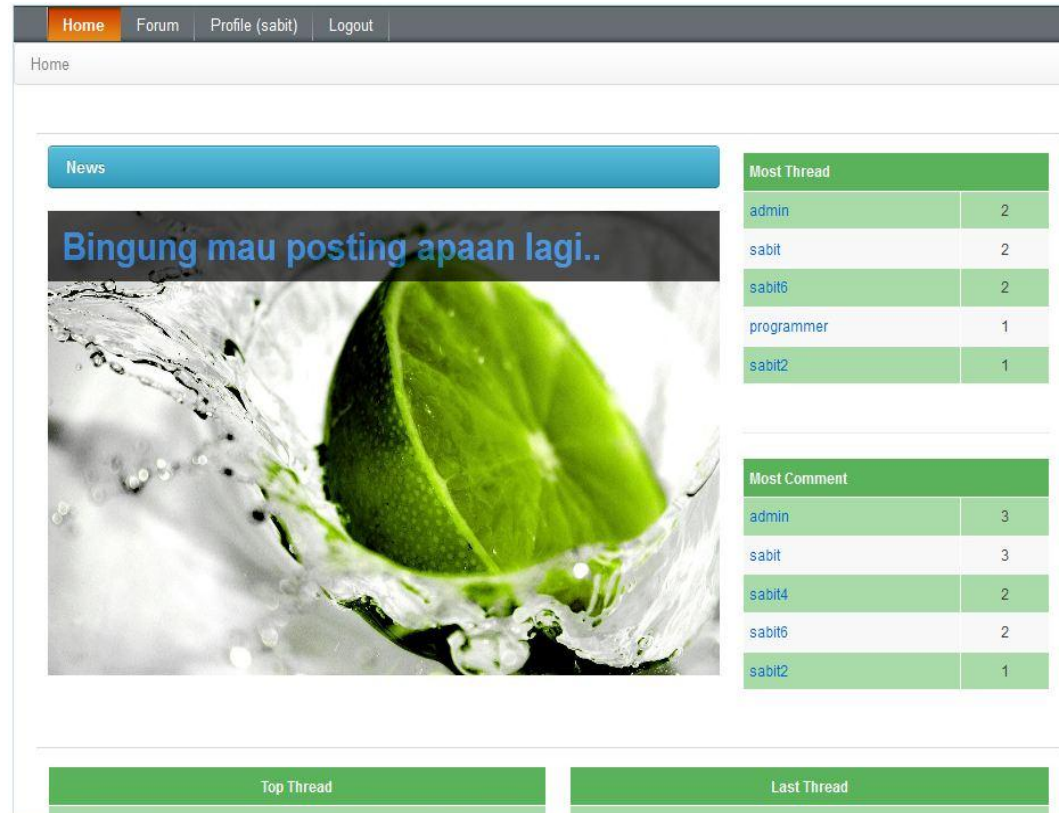 Home Forum Profile (sabit) Logout
Home
News
Bingung mau posting apaan lagi..
Most Thread
admin 2
sabit 2
sabit6 2
programmer 1
sabit2 1
Most Comment
admin 3
sabit 3
sabit4 2
sabit6 2
sabit2 1
Top Thread
Last Thread